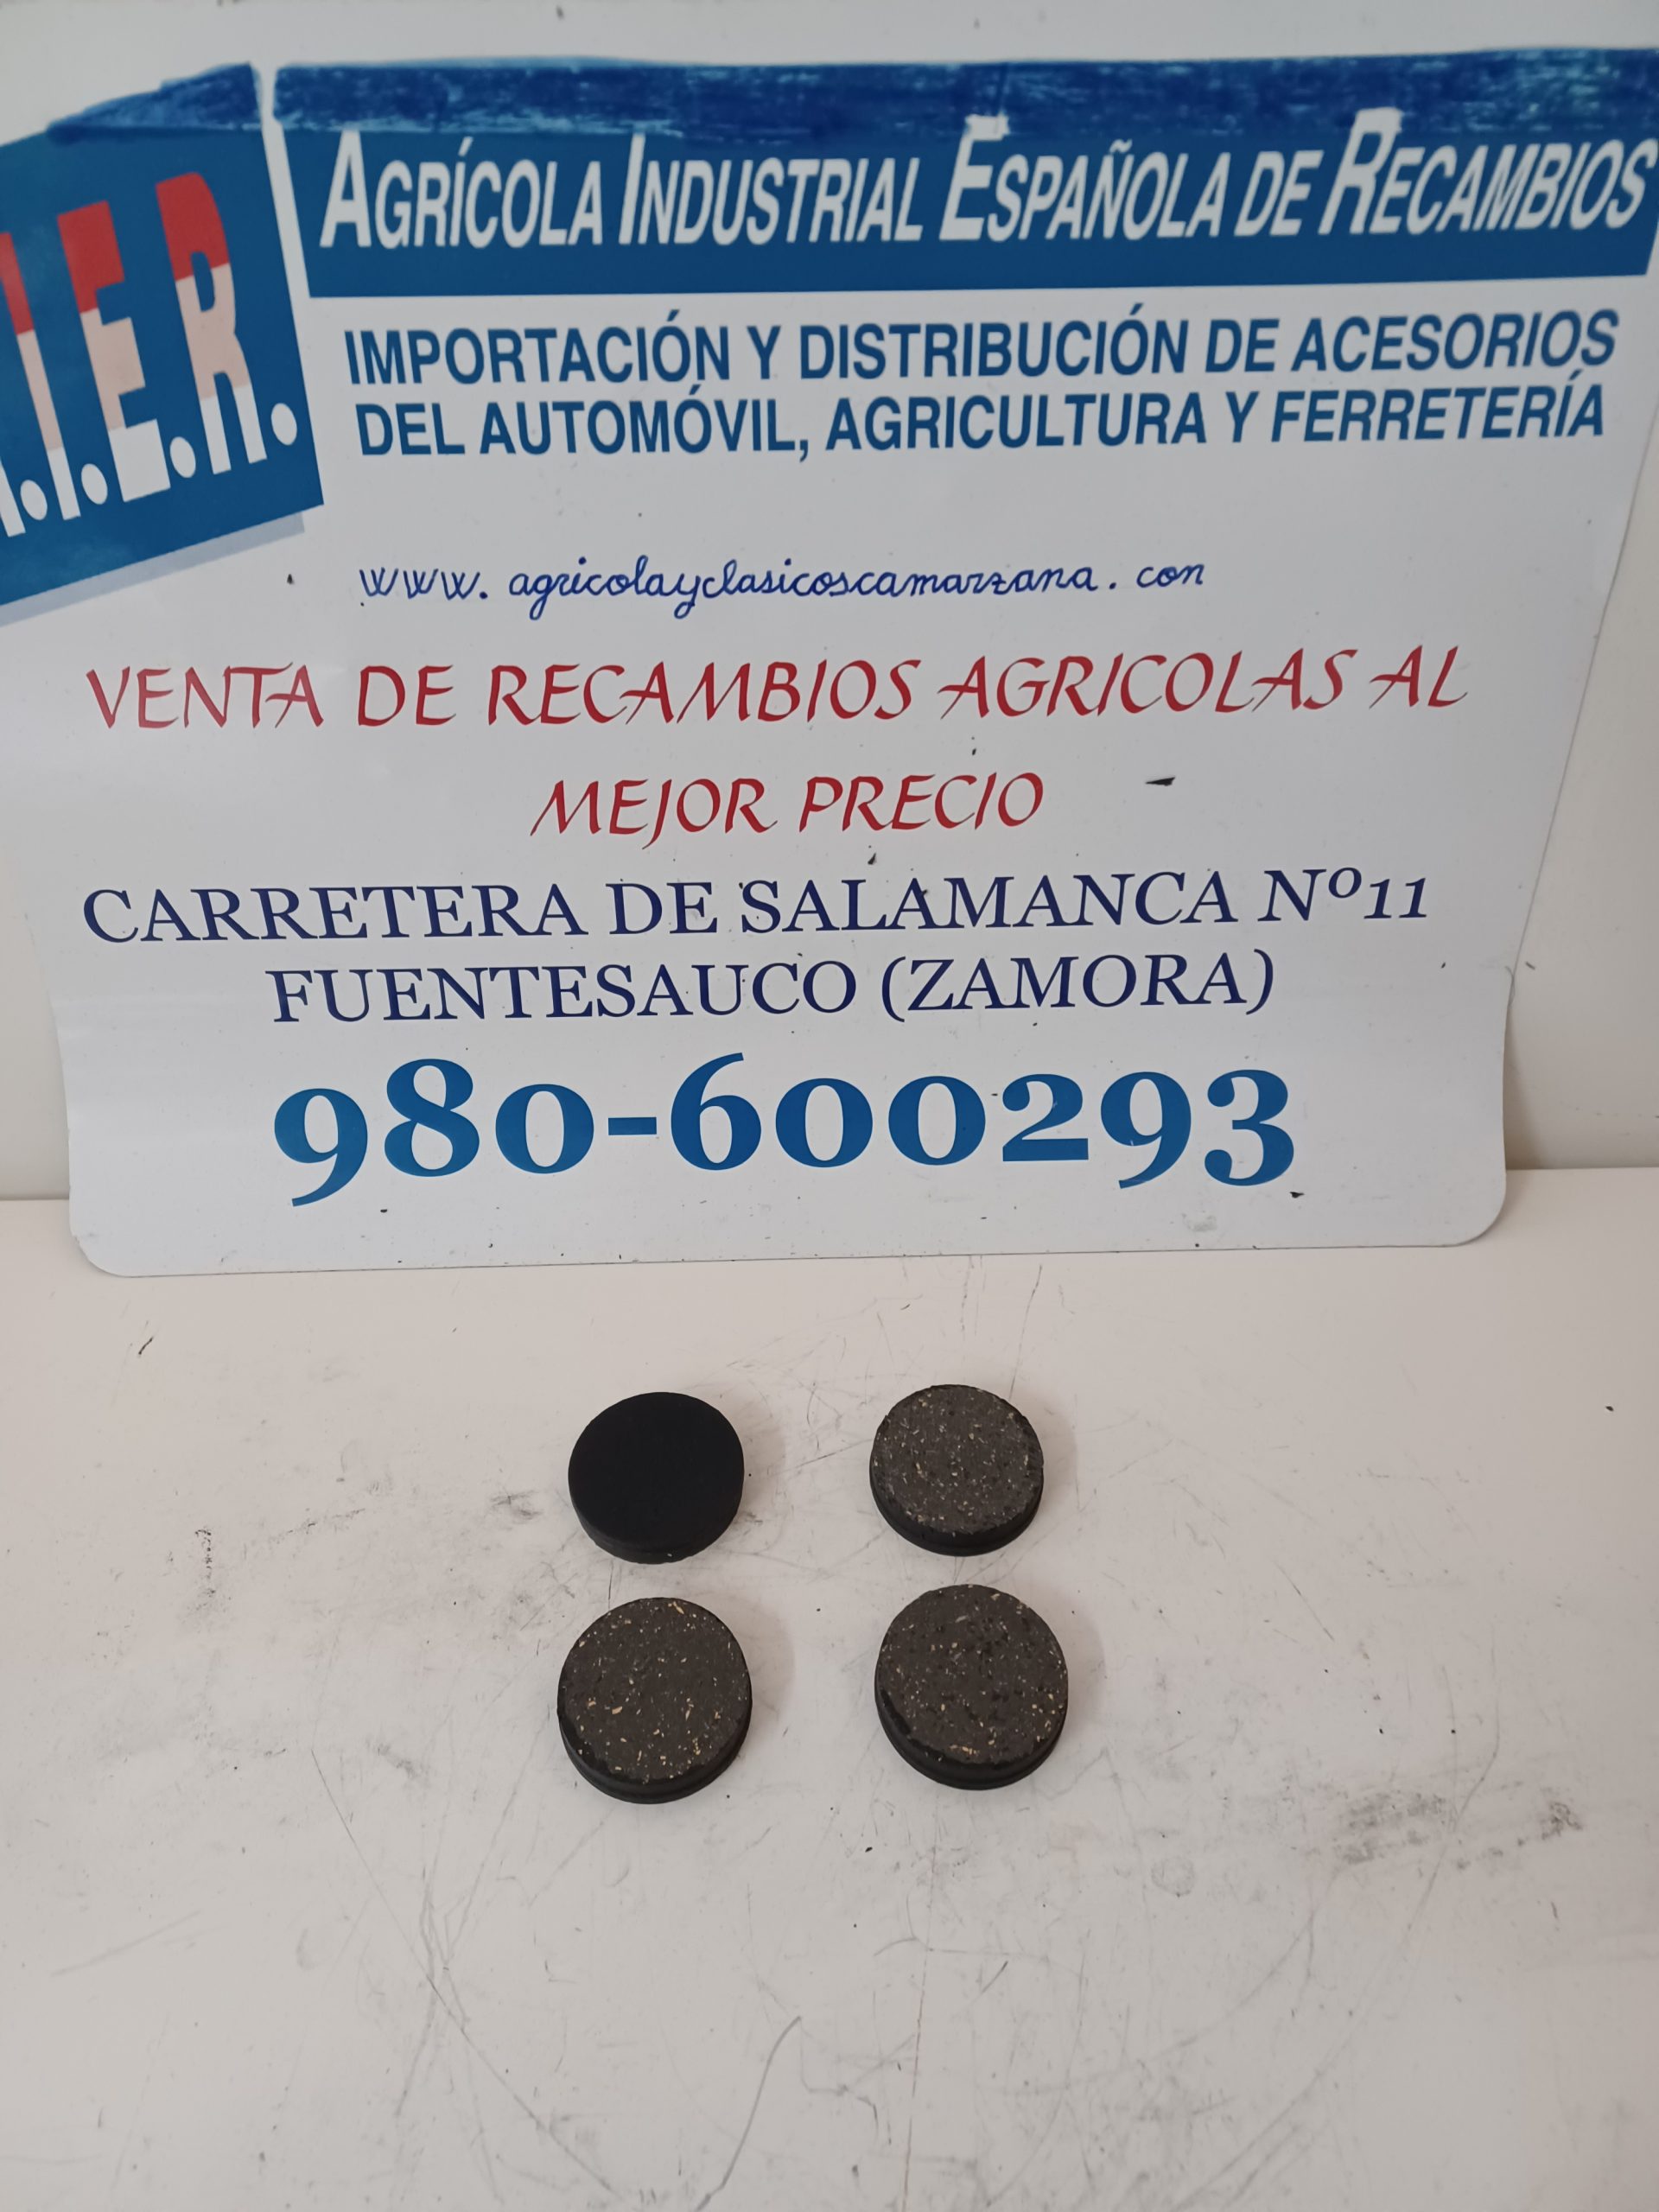 A.I.E.R.
AGRÍCOLA INDUSTRIAL ESPAÑOLA DE RECAMBIOS
IMPORTACIÓN Y DISTRIBUCIÓN DE ACESORIOS
DEL AUTOMÓVIL, AGRICULTURA Y FERRETERÍA
www.agricolayclasicoscamarzana.con
VENTA DE RECAMBIOS AGRICOLAS AL
MEJOR PRECIO
CARRETERA DE SALAMANCA Nº11
FUENTESAUCO (ZAMORA)
980-600293